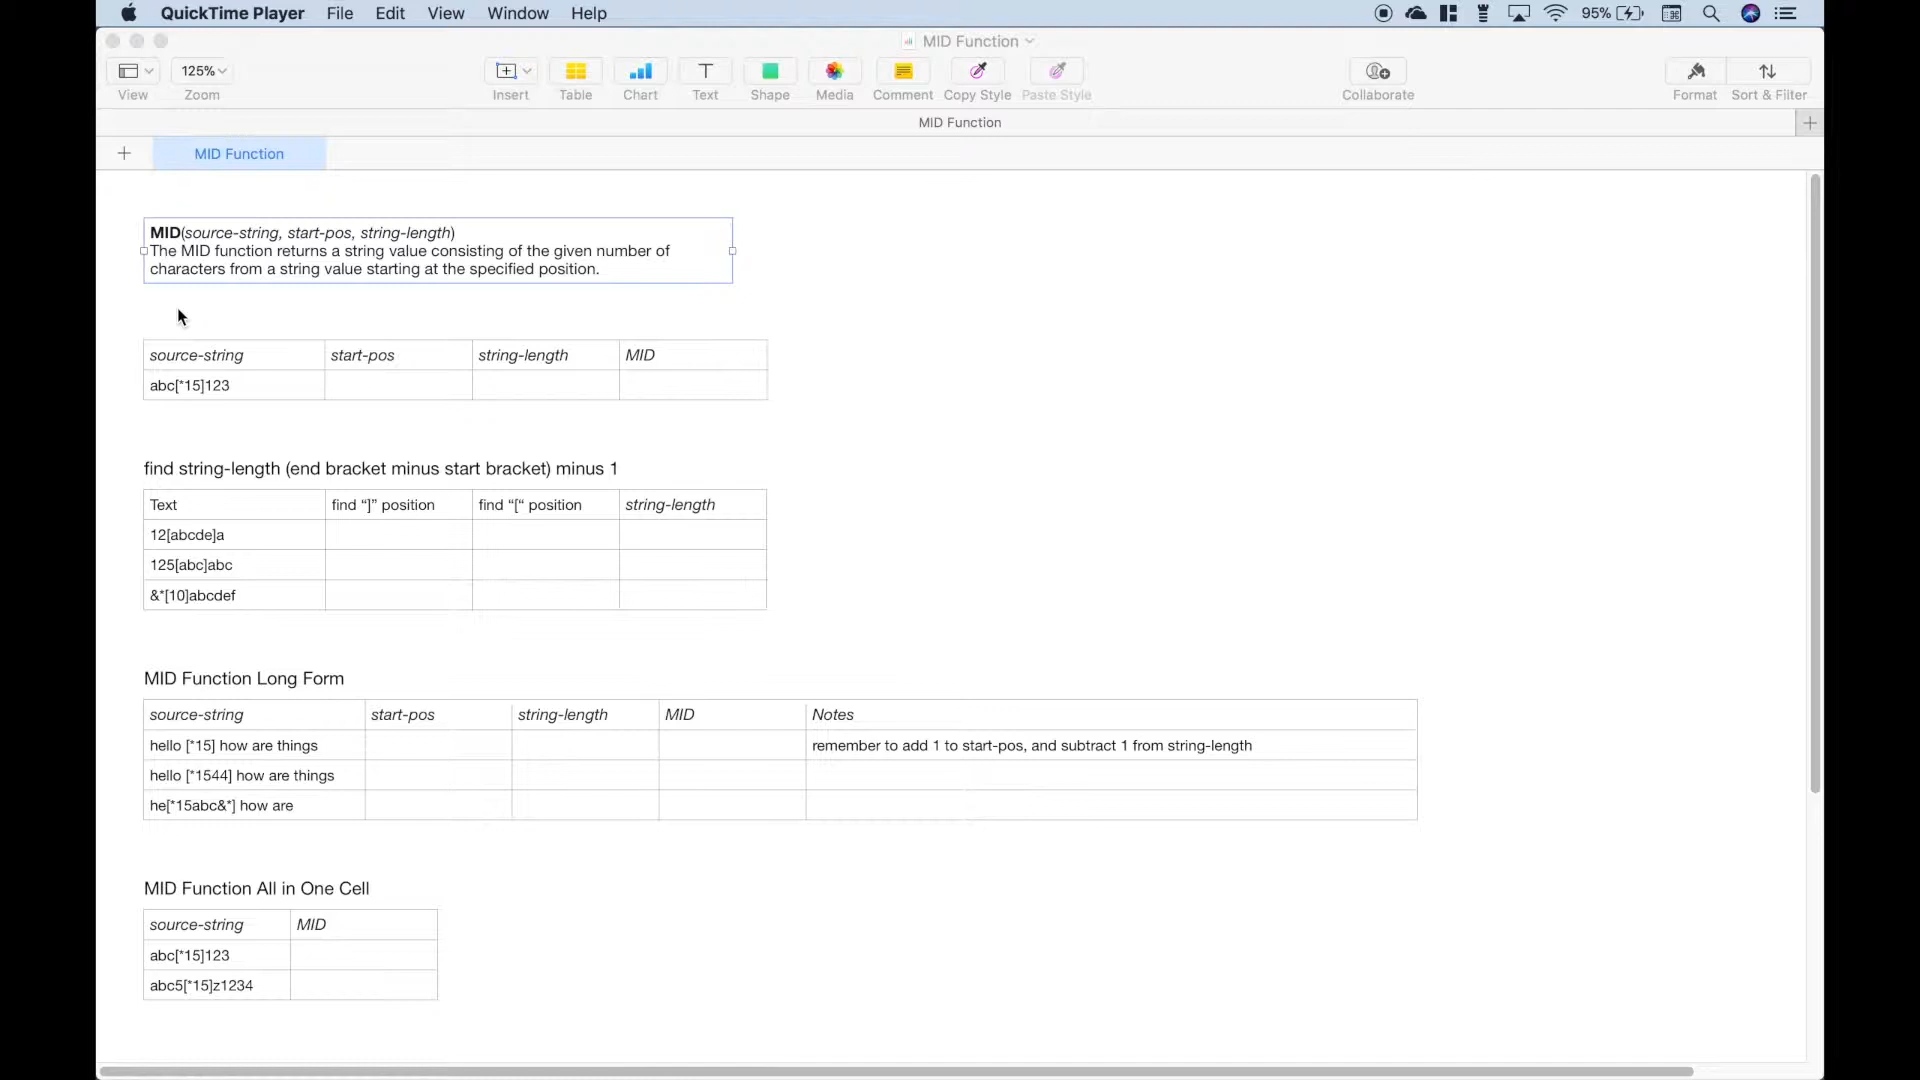 QuickTime Player File Edit View Window Help 95%
MID Function
125%
View Zoom Insert Table Chart Text Shape Media Comment Copy Style Paste Style Collaborate Format Sort & Filter
MID Function
MID Function
MID(source-string, start-pos, string-length)
The MID function returns a string value consisting of the given number of
characters from a string value starting at the specified position.
source-string start-pos string-length MID
abc[*15]123
find string-length (end bracket minus start bracket) minus 1
Text find “]” position find “[“ position string-length
12[abcde]a
125[abc]abc
&*[10]abcdef
MID Function Long Form
source-string start-pos string-length MID Notes
hello [*15] how are things remember to add 1 to start-pos, and subtract 1 from string-length
hello [*1544] how are things
he[*15abc&*] how are
MID Function All in One Cell
source-string MID
abc[*15]123
abc5[*15]z1234